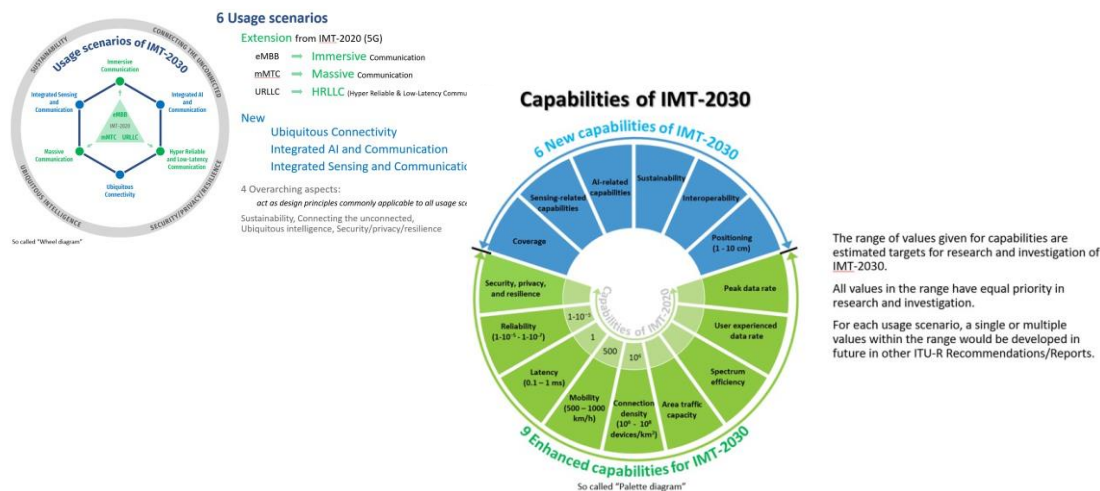 6 Usage scenarios
Extension from IMT-2020 (5G)
eMBB Immersive Communication
mMTC Massive Communication
URLLC HRLLC (Hyper Reliable & Low-Latency Commu
New
Ubiquitous Connectivity
Integrated AI and Communication
Integrated Sensing and Communicatio
4 Overarching aspects:
act as design principles commonly applicable to all usage sce
Sustainability, Connecting the unconnected,
Ubiquitous intelligence, Security/privacy/resilience
SUSTAINABILITY
CONNECTING THE UNCONNECTED
UBIQUITOUS INTELLIGENCE
SECURITY/PRIVACY/RESILIENCE
Usage scenarios of IMT-2030
Immersive
Communication
Integrated Sensing
and
Communication
Integrated AI
and
Communication
eMBB
IMT-2020
mMTC URLLC
Massive
Communication
Hyper Reliable
and Low-Latency
Communication
Ubiquitous
Connectivity
So called "Wheel diagram"
Capabilities of IMT-2030
6 New capabilities of IMT-2030
Coverage
Sensing-related
capabilities
AI-related
capabilities
Sustainability
Interoperability
Positioning
(1 - 10 cm)
Security, privacy,
and resilience
Reliability
(1-10⁻⁵ - 1-10⁻⁷)
Latency
(0.1 – 1 ms)
Mobility
(500 – 1000
km/h)
Connection
density
(10⁶ - 10⁸
devices/km²)
Area traffic
capacity
Spectrum
efficiency
User experienced
data rate
Peak data rate
Capabilities of IMT-2020
1-10⁻⁵
1
500
10⁶
9 Enhanced capabilities for IMT-2030
So called "Palette diagram"
The range of values given for capabilities are
estimated targets for research and investigation of
IMT-2030.
All values in the range have equal priority in
research and investigation.
For each usage scenario, a single or multiple
values within the range would be developed in
future in other ITU-R Recommendations/Reports.